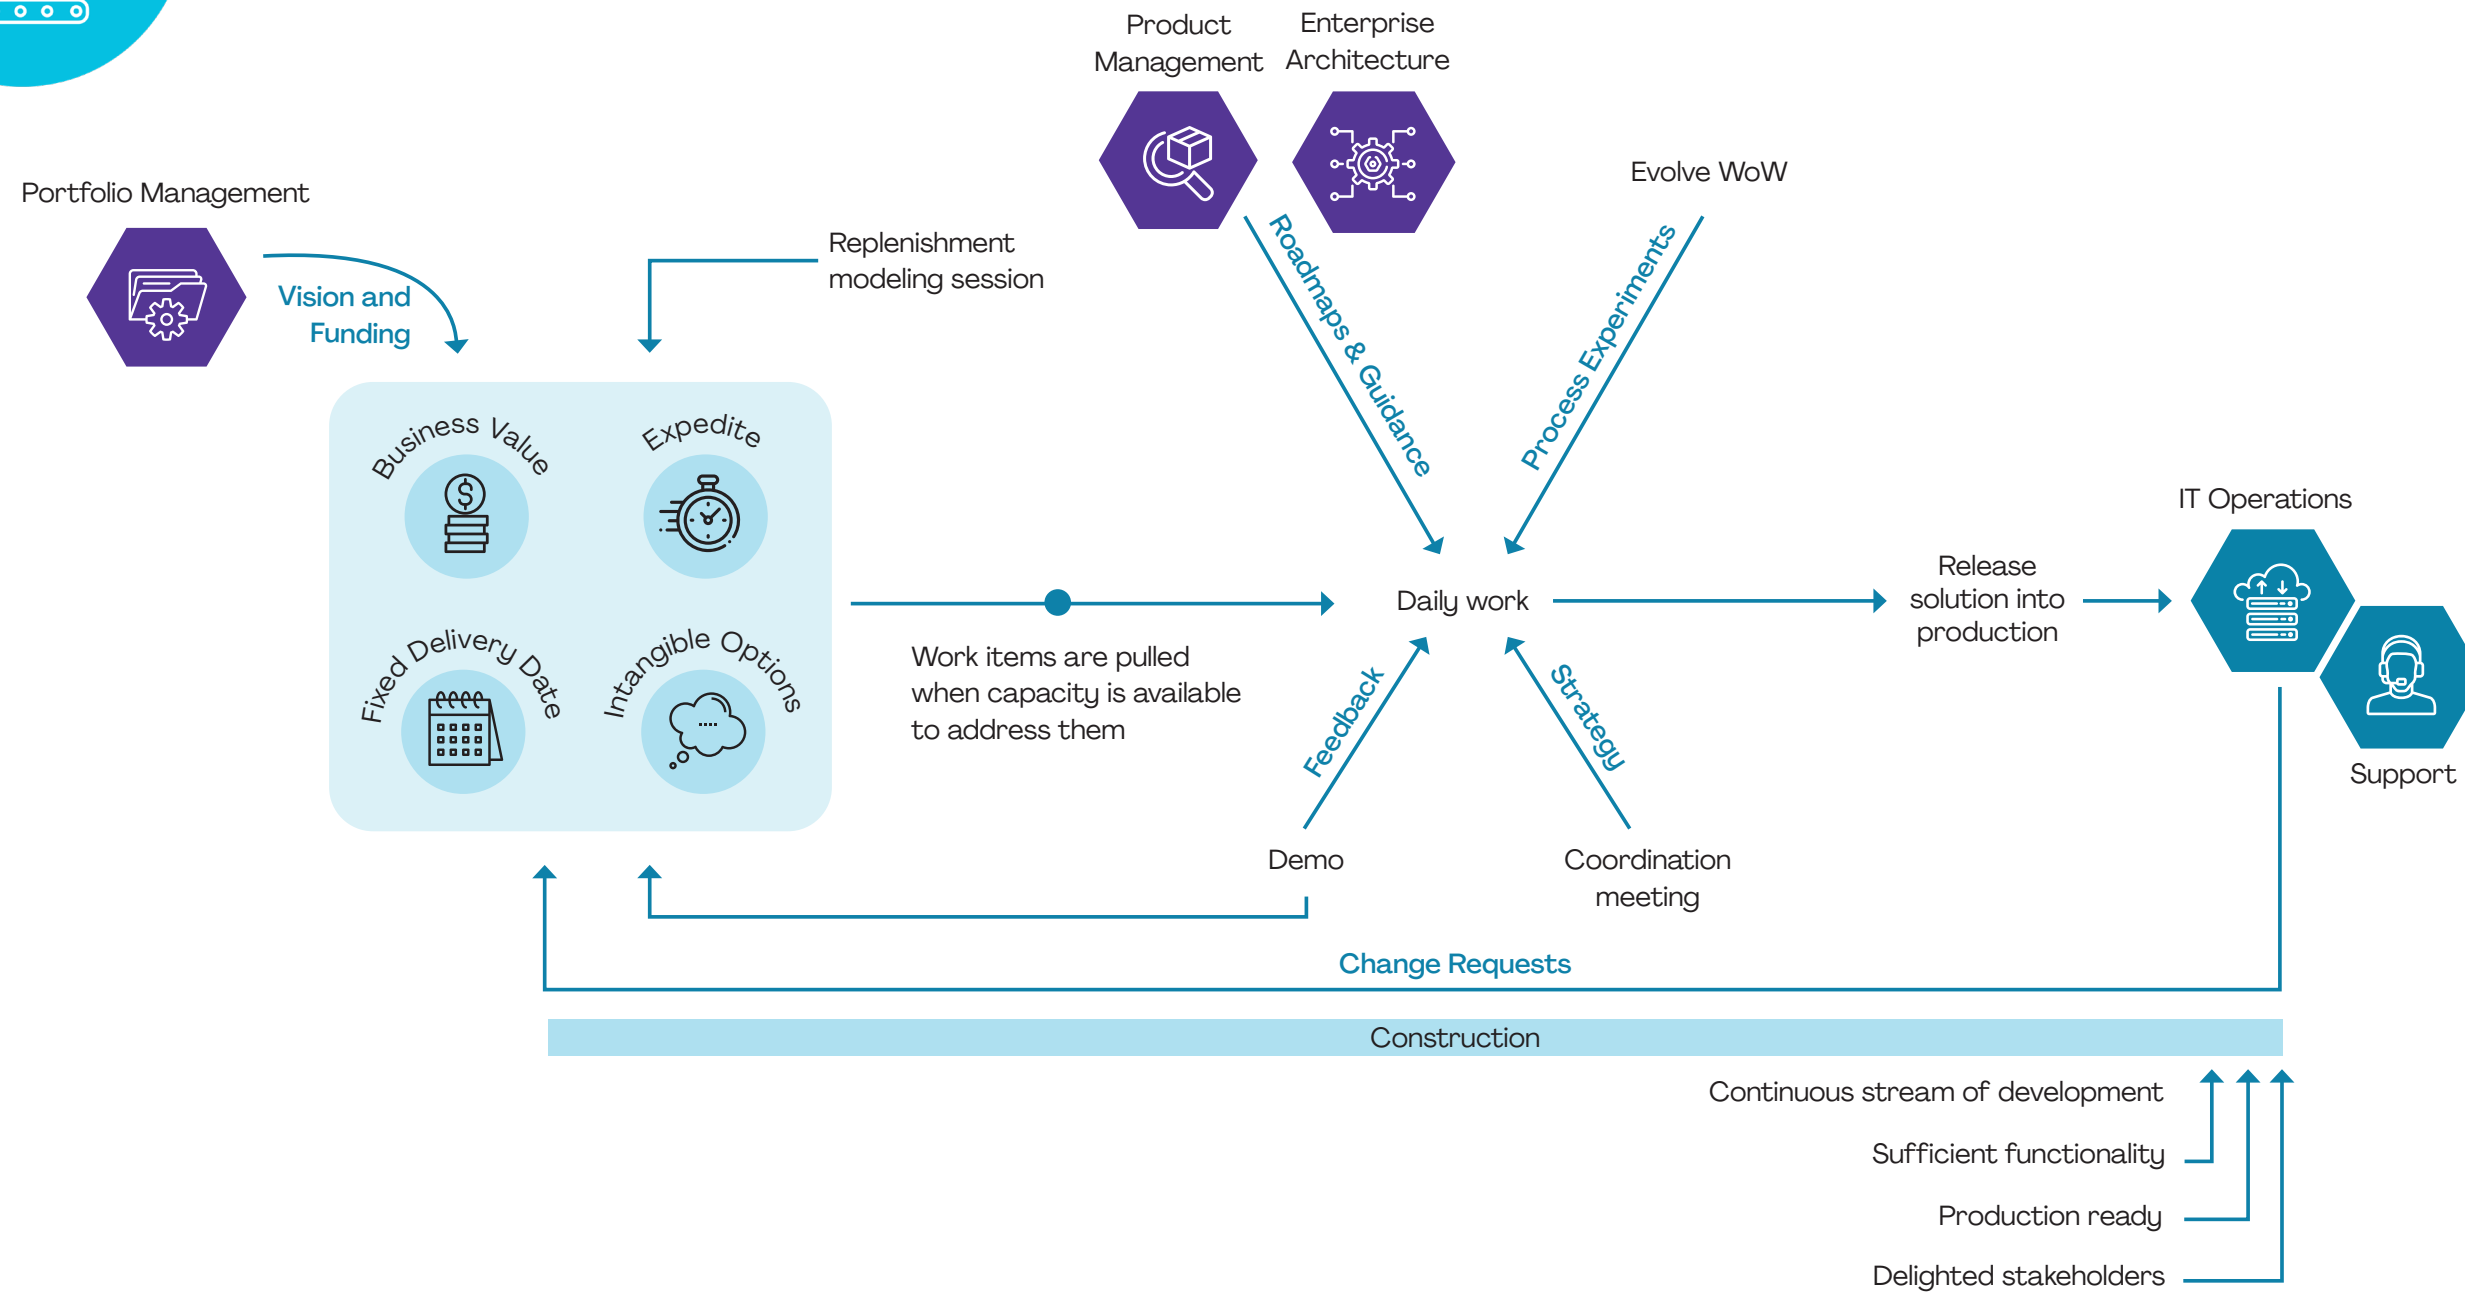 Product
Management
Enterprise
Architecture
Portfolio Management
Evolve WoW
Replenishment
modeling session
Vision and
Funding
Roadmaps & Guidance
Process Experiments
Business Value
Expedite
Fixed Delivery Date
Intangible Options
Work items are pulled
when capacity is available
to address them
Daily work
Release
solution into
production
IT Operations
Support
Feedback
Strategy
Demo
Coordination
meeting
Change Requests
Construction
Continuous stream of development
Sufficient functionality
Production ready
Delighted stakeholders